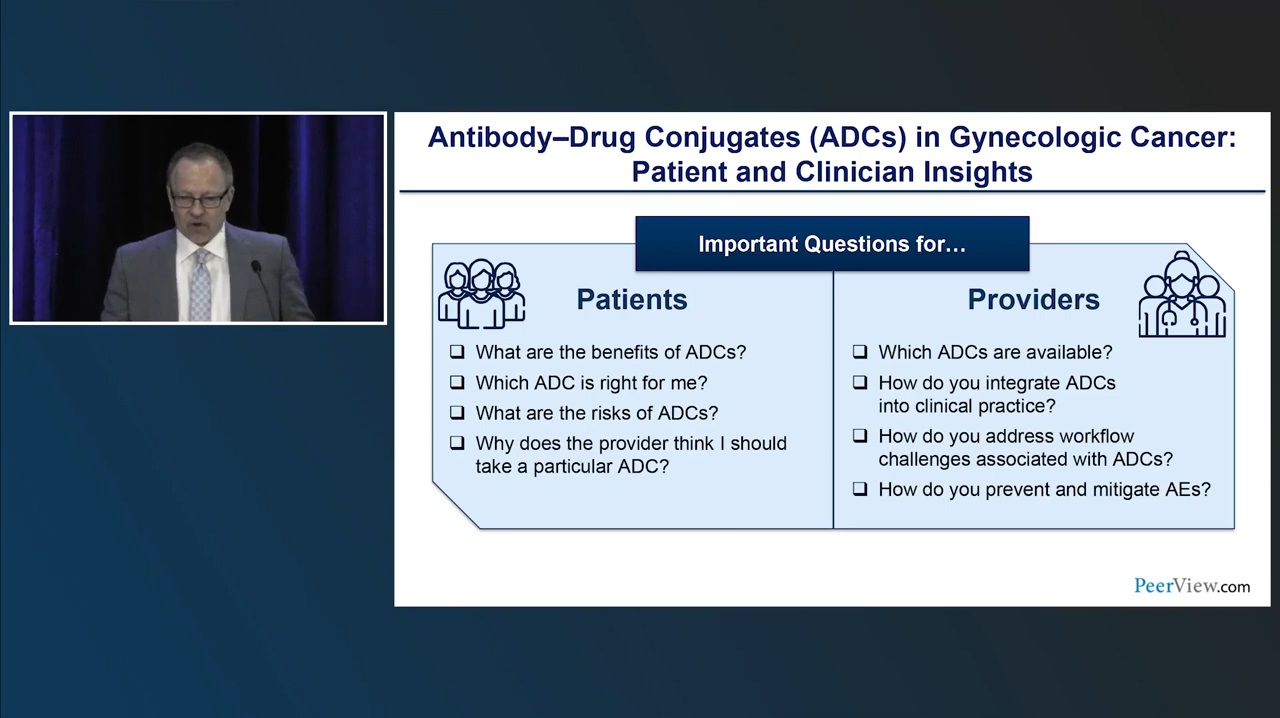 Antibody–Drug Conjugates (ADCs) in Gynecologic Cancer:
Patient and Clinician Insights
Important Questions for…
Patients
❑ What are the benefits of ADCs?
❑ Which ADC is right for me?
❑ What are the risks of ADCs?
❑ Why does the provider think I should
take a particular ADC?
Providers
❑ Which ADCs are available?
❑ How do you integrate ADCs
into clinical practice?
❑ How do you address workflow
challenges associated with ADCs?
❑ How do you prevent and mitigate AEs?
PeerView.com